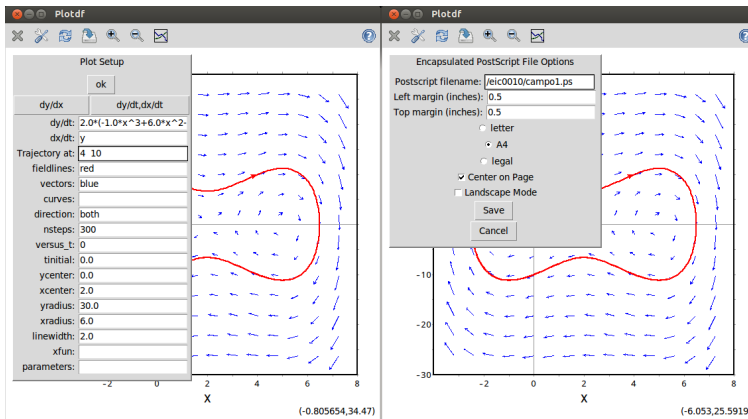 Plotdf
Plot Setup
ok
dy/dx dy/dt,dx/dt
dy/dt: 2.0*(-1.0*x^3+6.0*x^2-
dx/dt: y
Trajectory at: 4 10
fieldlines: red
vectors: blue
curves:
direction: both
nsteps: 300
versus_t: 0
tinitial: 0.0
ycenter: 0.0
xcenter: 2.0
yradius: 30.0
xradius: 6.0
linewidth: 2.0
xfun:
parameters:
-2 0 2 4 6 8
X
(-0.805654,34.47)
Plotdf
Encapsulated PostScript File Options
Postscript filename: /eic0010/campo1.ps
Left margin (inches): 0.5
Top margin (inches): 0.5
letter
A4
legal
Center on Page
Landscape Mode
Save
Cancel
-10
-20
-30
-2 0 2 4 6 8
X
(-6.053,25.5919